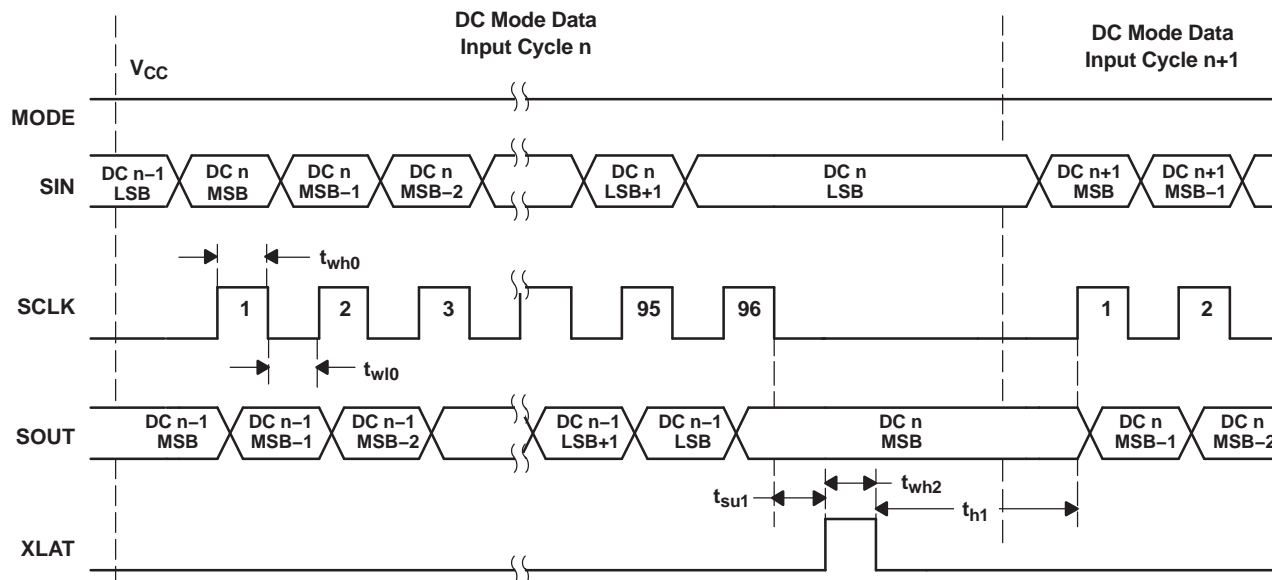 DC Mode Data
Input Cycle n
DC Mode Data
Input Cycle n+1
VCC
MODE
SIN
DC n–1
LSB
DC n
MSB
DC n
MSB–1
DC n
MSB–2
DC n
LSB+1
DC n
LSB
DC n+1
MSB
DC n+1
MSB–1
twh0
SCLK
1
2
3
95
96
1
2
twl0
SOUT
DC n–1
MSB
DC n–1
MSB–1
DC n–1
MSB–2
DC n–1
LSB+1
DC n–1
LSB
DC n
MSB
DC n
MSB–1
DC n
MSB–2
tsu1
twh2
th1
XLAT